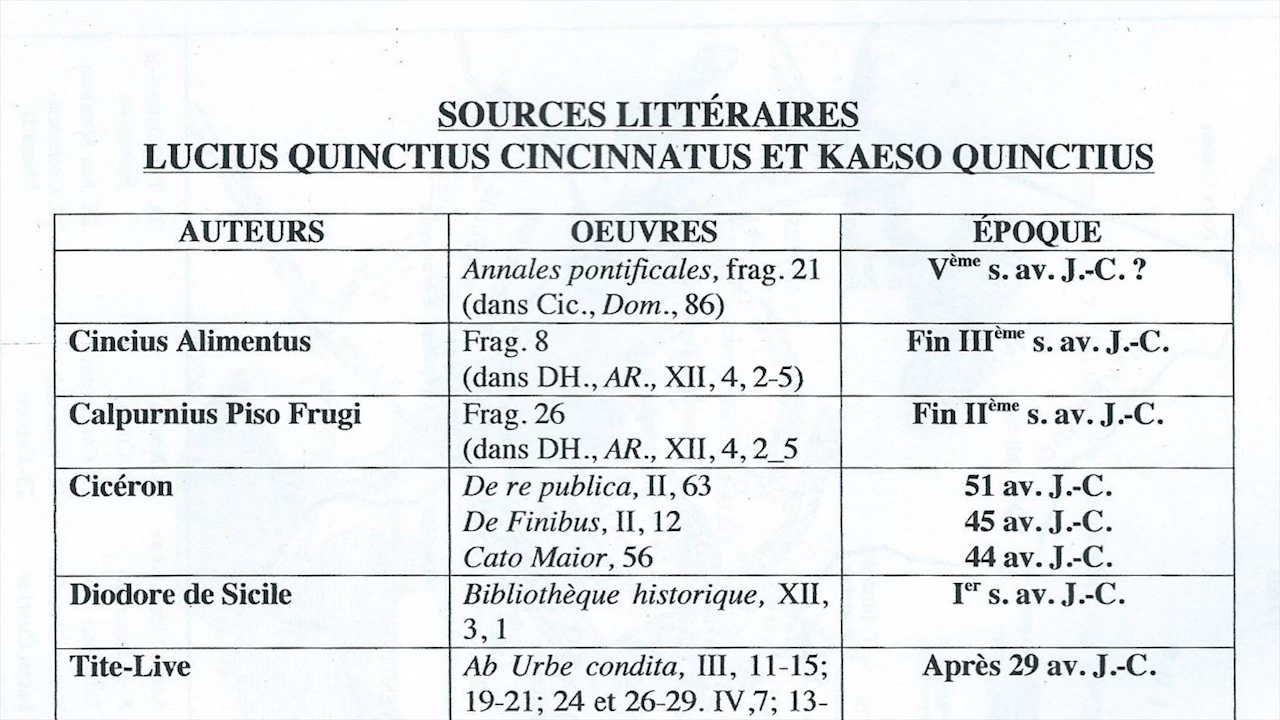 SOURCES LITTÉRAIRES
LUCIUS QUINCTIUS CINCINNATUS ET KAESO QUINCTIUS
AUTEURS OEUVRES ÉPOQUE
Annales pontificales, frag. 21 Vème s. av. J.-C. ?
(dans Cic., Dom., 86)
Cincius Alimentus Frag. 8 Fin IIIème s. av. J.-C.
(dans DH., AR., XII, 4, 2-5)
Calpurnius Piso Frugi Frag. 26 Fin IIème s. av. J.-C.
(dans DH., AR., XII, 4, 2_5
Cicéron De re publica, II, 63 51 av. J.-C.
De Finibus, II, 12 45 av. J.-C.
Cato Maior, 56 44 av. J.-C.
Diodore de Sicile Bibliothèque historique, XII, Ier s. av. J.-C.
3, 1
Tite-Live Ab Urbe condita, III, 11-15; Après 29 av. J.-C.
19-21; 24 et 26-29. IV,7; 13-